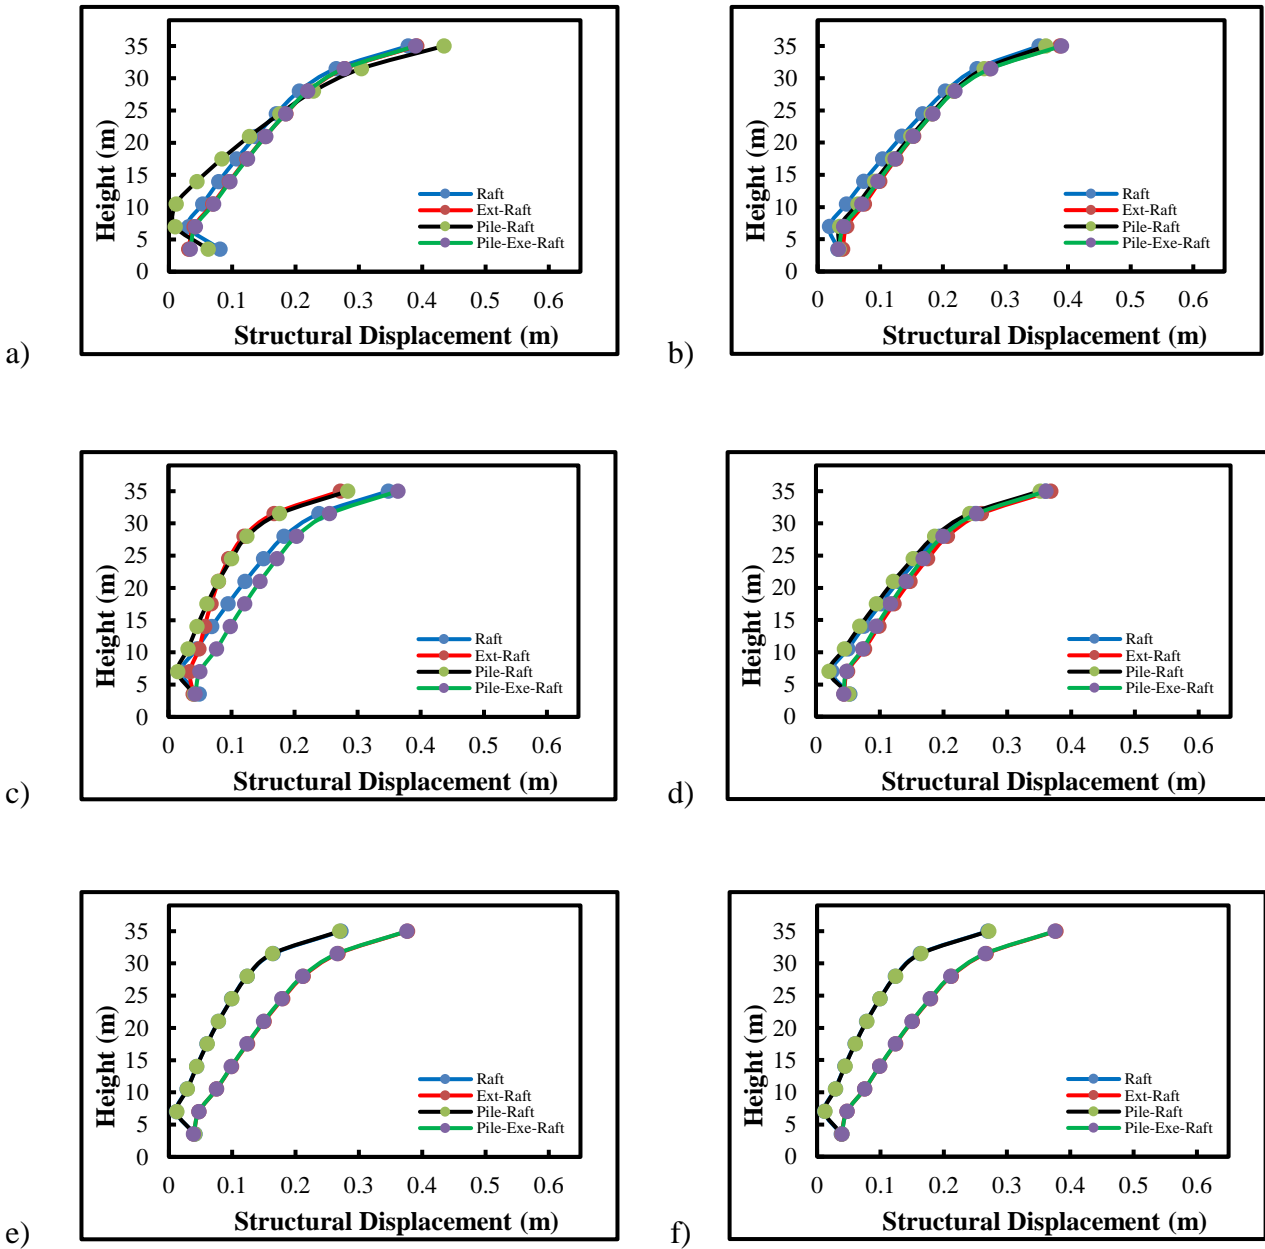 a)
Height (m)
35
30
25
20
15
10
5
0
0 0.1 0.2 0.3 0.4 0.5 0.6
Structural Displacement (m)
Raft
Ext-Raft
Pile-Raft
Pile-Exe-Raft
b)
Height (m)
35
30
25
20
15
10
5
0
0 0.1 0.2 0.3 0.4 0.5 0.6
Structural Displacement (m)
Raft
Ext-Raft
Pile-Raft
Pile-Exe-Raft
c)
Height (m)
35
30
25
20
15
10
5
0
0 0.1 0.2 0.3 0.4 0.5 0.6
Structural Displacement (m)
Raft
Ext-Raft
Pile-Raft
Pile-Exe-Raft
d)
Height (m)
35
30
25
20
15
10
5
0
0 0.1 0.2 0.3 0.4 0.5 0.6
Structural Displacement (m)
Raft
Ext-Raft
Pile-Raft
Pile-Exe-Raft
e)
Height (m)
35
30
25
20
15
10
5
0
0 0.1 0.2 0.3 0.4 0.5 0.6
Structural Displacement (m)
Raft
Ext-Raft
Pile-Raft
Pile-Exe-Raft
f)
Height (m)
35
30
25
20
15
10
5
0
0 0.1 0.2 0.3 0.4 0.5 0.6
Structural Displacement (m)
Raft
Ext-Raft
Pile-Raft
Pile-Exe-Raft